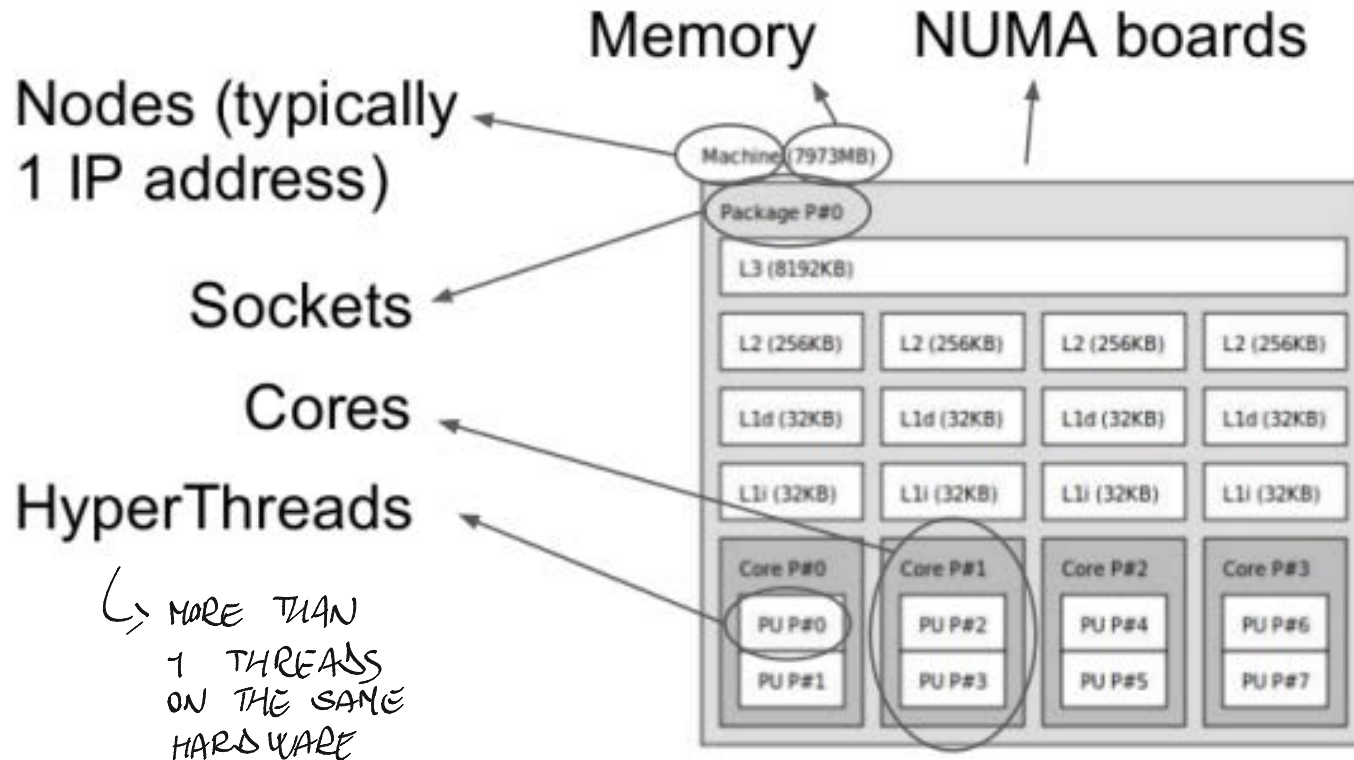 Memory
NUMA boards
Nodes (typically
1 IP address)
Machine (7973MB)
Package P#0
L3 (8192KB)
Sockets
L2 (256KB) L2 (256KB) L2 (256KB) L2 (256KB)
Cores
L1d (32KB) L1d (32KB) L1d (32KB) L1d (32KB)
HyperThreads
L1i (32KB) L1i (32KB) L1i (32KB) L1i (32KB)
Core P#0 Core P#1 Core P#2 Core P#3
PU P#0 PU P#2 PU P#4 PU P#6
PU P#1 PU P#3 PU P#5 PU P#7
MORE THAN
1 THREADS
ON THE SAME
HARDWARE